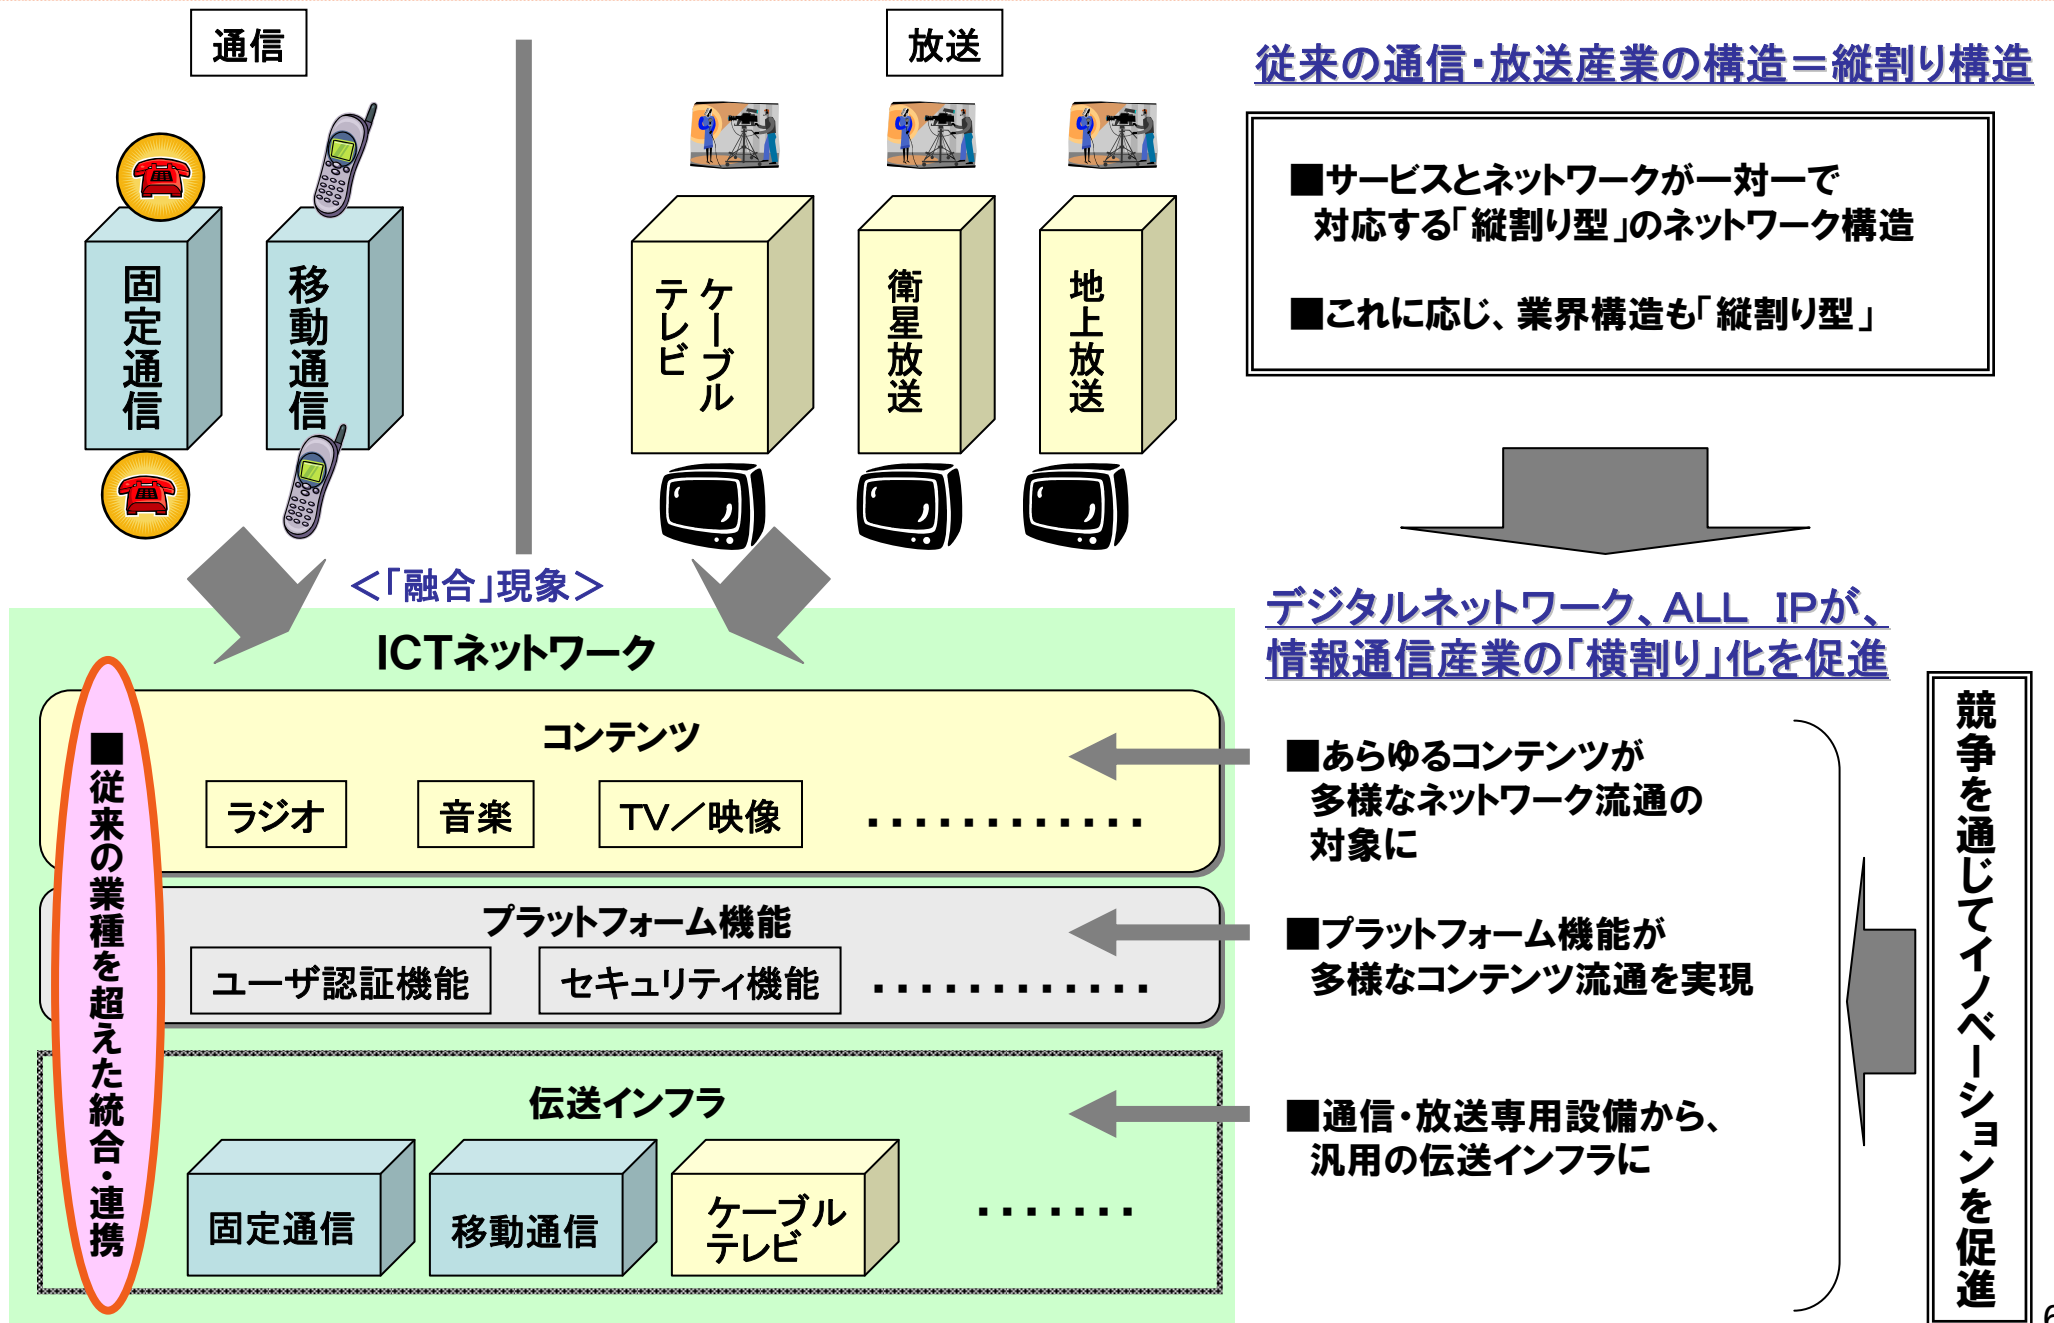 通信
放送
従来の通信・放送産業の構造＝縦割り構造
固定通信
移動通信
ケーブル
テレビ
衛星放送
地上放送
■サービスとネットワークが一対一で
対応する「縦割り型」のネットワーク構造
■これに応じ、業界構造も「縦割り型」
＜「融合」現象＞
デジタルネットワーク、ALL IPが、
情報通信産業の「横割り」化を促進
ICTネットワーク
■従来の業種を超えた統合・連携
コンテンツ
ラジオ
音楽
TV／映像
・・・・・・・・・・・・
■あらゆるコンテンツが
多様なネットワーク流通の
対象に
プラットフォーム機能
ユーザ認証機能
セキュリティ機能
・・・・・・・・・・・・
■プラットフォーム機能が
多様なコンテンツ流通を実現
伝送インフラ
固定通信
移動通信
ケーブル
テレビ
・・・・・・・
■通信・放送専用設備から、
汎用の伝送インフラに
競争を通じてイノベーションを促進